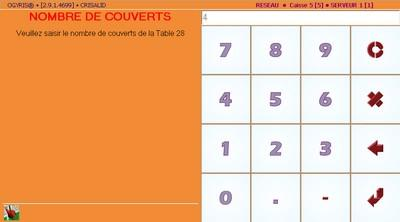 OGYRIS® • [2.9.1.4699] • CRISALID
RESEAU • Caisse 5 [5] • SERVEUR 1 [1]
NOMBRE DE COUVERTS
4
Veuillez saisir le nombre de couverts de la Table 28
7 8 9
4 5 6
1 2 3
0 . -